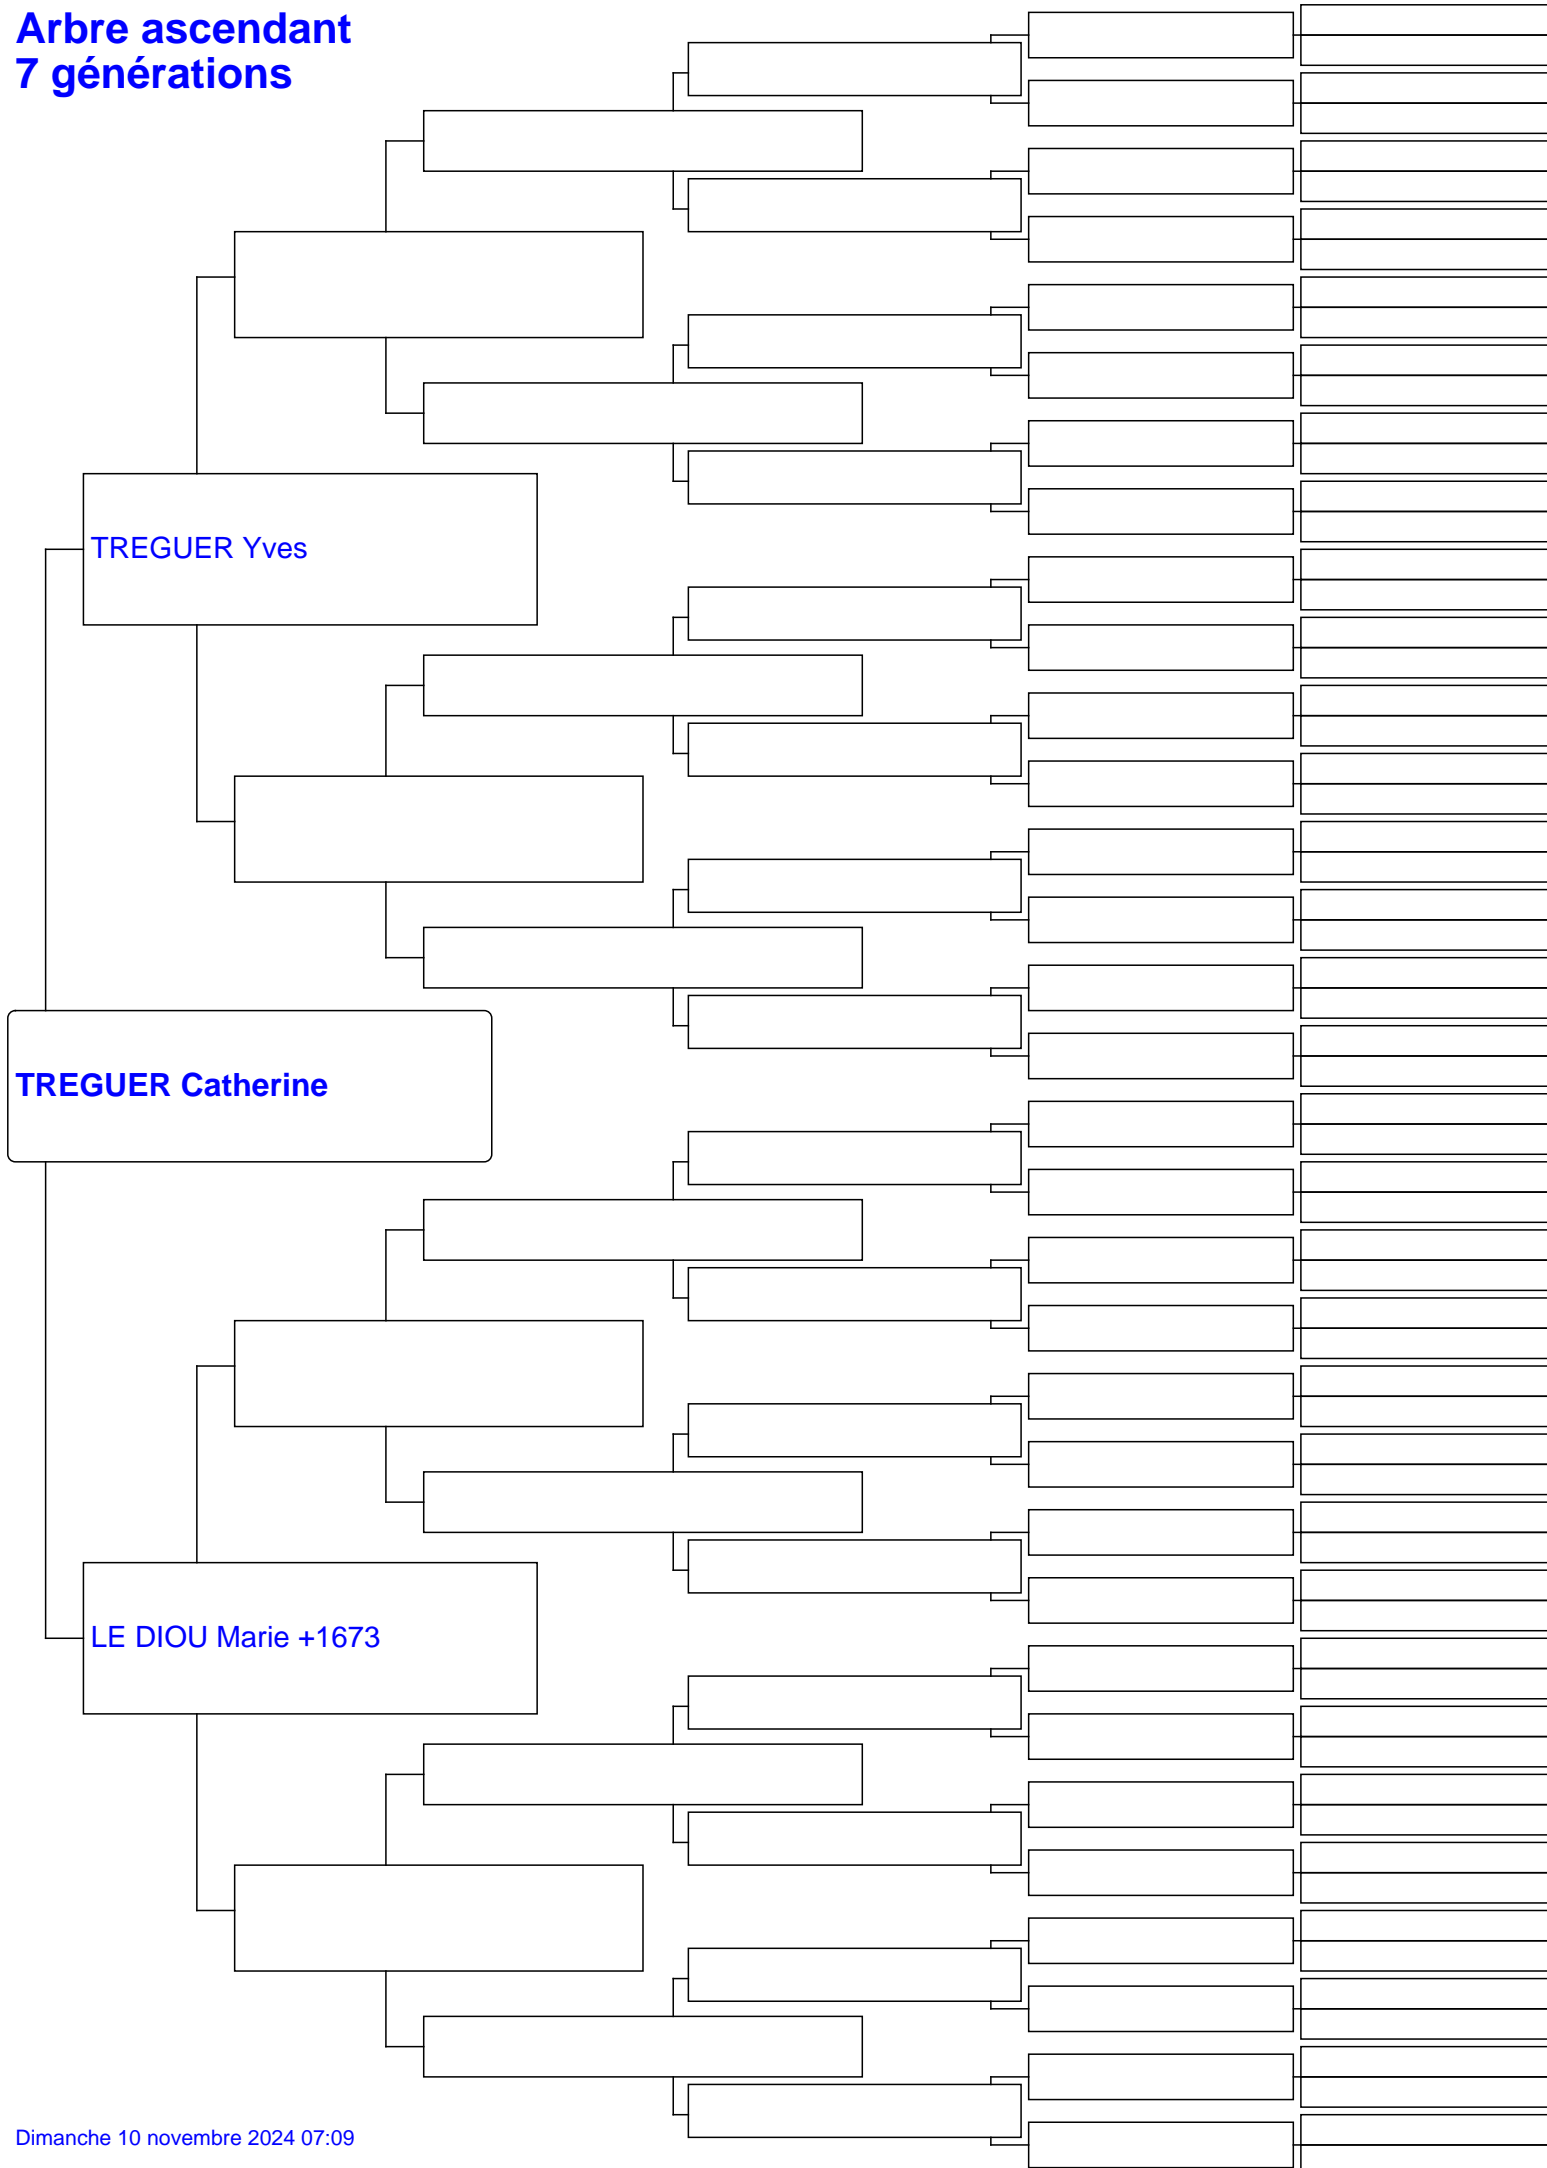 Arbre ascendant
7 générations
TREGUER Yves
TREGUER Catherine
LE DIOU Marie +1673
Dimanche 10 novembre 2024 07:09